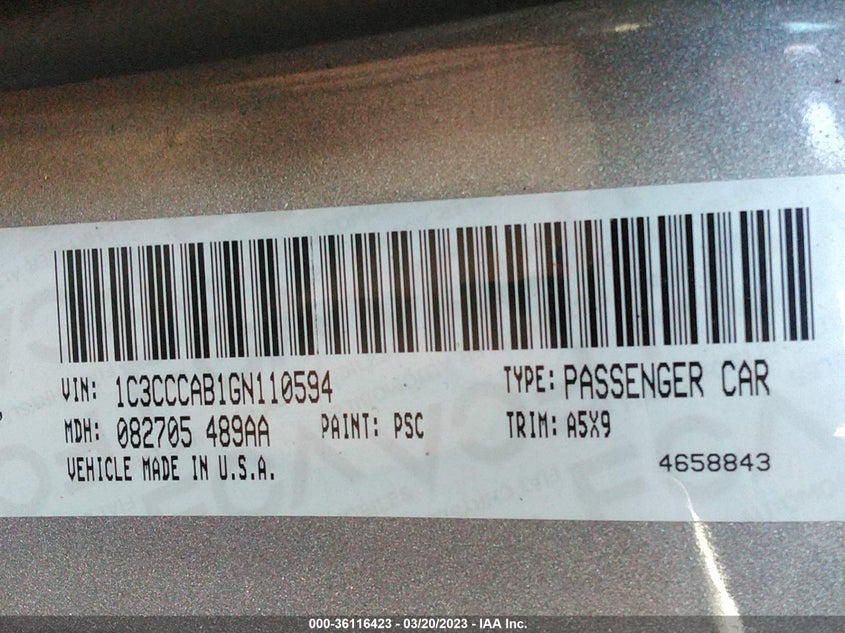 VIN: 1C3CCCAB1GN110594 TYPE: PASSENGER CAR
MDH: 082705 489AA PAINT: PSC TRIM: A5X9
VEHICLE MADE IN U.S.A. 4658843
000-36116423 - 03/20/2023 - IAA Inc.